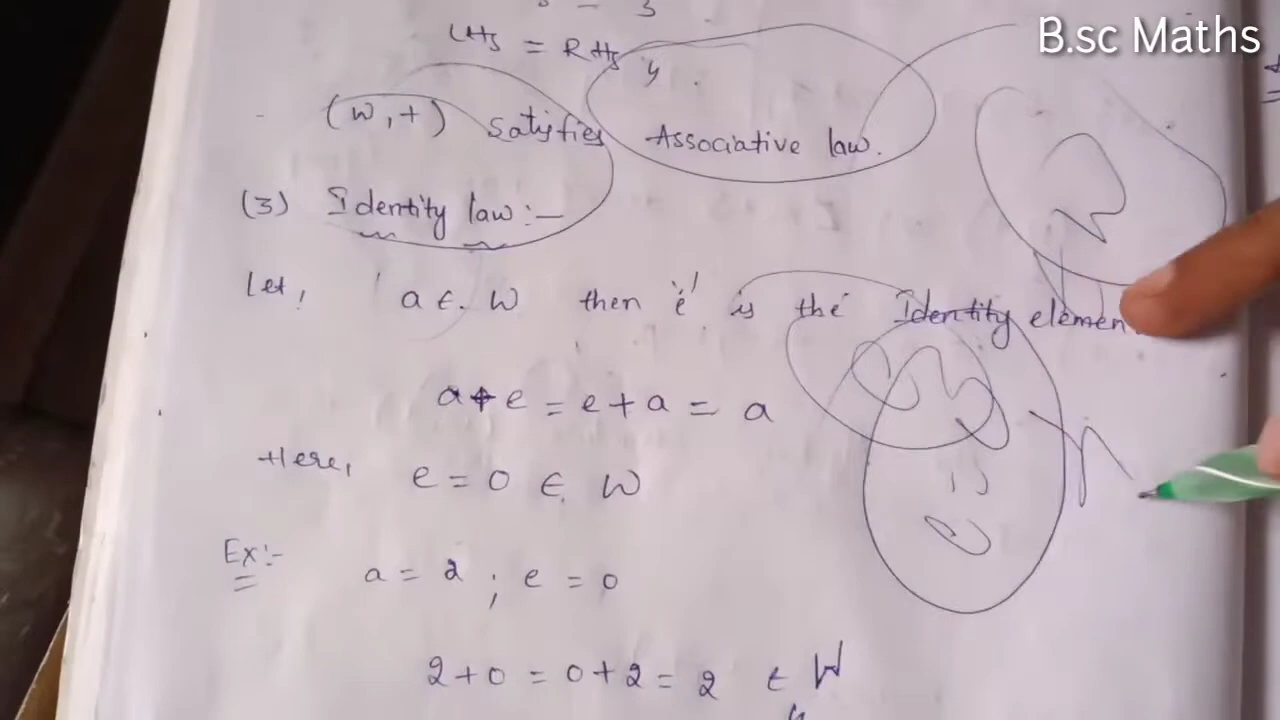 B.sc Maths
LHS = RHS
(W,+) satisfies Associative law.
(3) Identity law:-
Let, a ∈ W then 'e' is the Identity elemen
a+e = e+a = a
Here, e = 0 ∈ W
Ex:- a = 2 ; e = 0
2+0 = 0+2 = 2 ∈ W